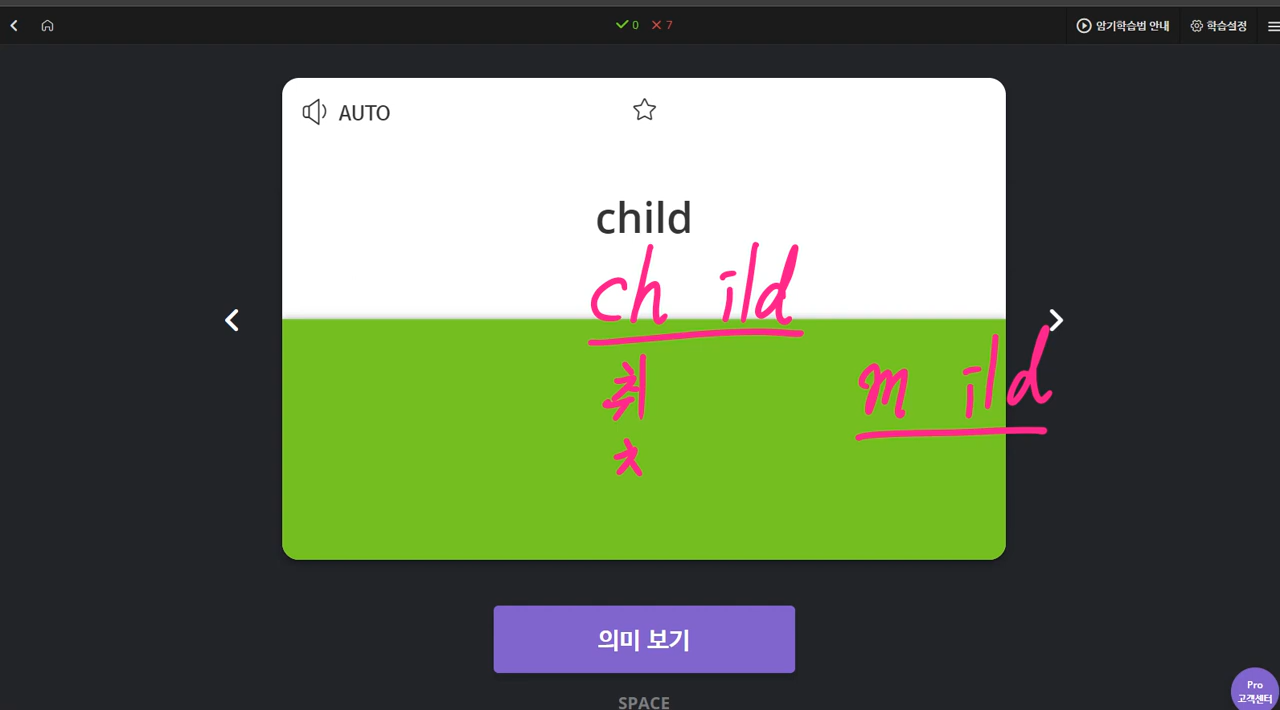 0 7 암기학습법 안내 학습설정
AUTO
child
ch ild
취
ㅊ
m ild
의미 보기
SPACE
Pro
고객센터